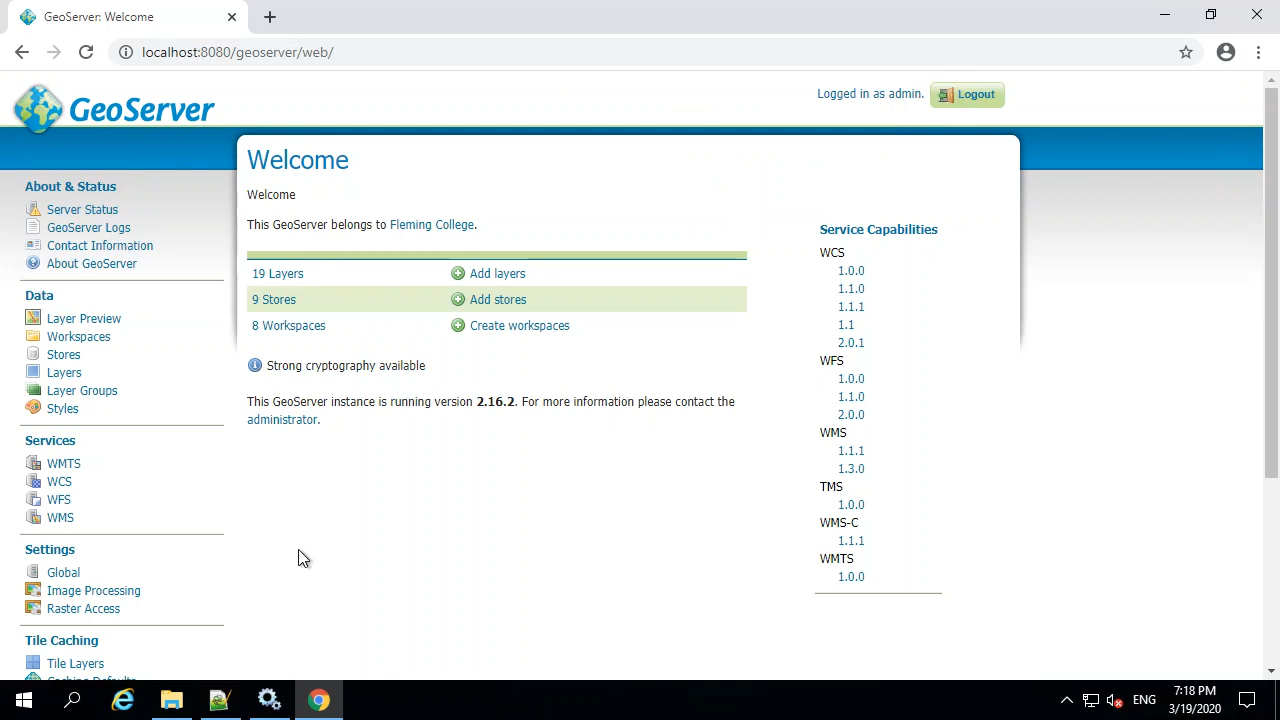 GeoServer: Welcome
localhost:8080/geoserver/web/
GeoServer
Logged in as admin.
Logout
About & Status
Server Status
GeoServer Logs
Contact Information
About GeoServer
Data
Layer Preview
Workspaces
Stores
Layers
Layer Groups
Styles
Services
WMTS
WCS
WFS
WMS
Settings
Global
Image Processing
Raster Access
Tile Caching
Tile Layers
Caching Defaults
Welcome
Welcome
This GeoServer belongs to Fleming College.
19 Layers Add layers
9 Stores Add stores
8 Workspaces Create workspaces
Strong cryptography available
This GeoServer instance is running version 2.16.2. For more information please contact the
administrator.
Service Capabilities
WCS
1.0.0
1.1.0
1.1.1
1.1
2.0.1
WFS
1.0.0
1.1.0
2.0.0
WMS
1.1.1
1.3.0
TMS
1.0.0
WMS-C
1.1.1
WMTS
1.0.0
ENG
7:18 PM
3/19/2020